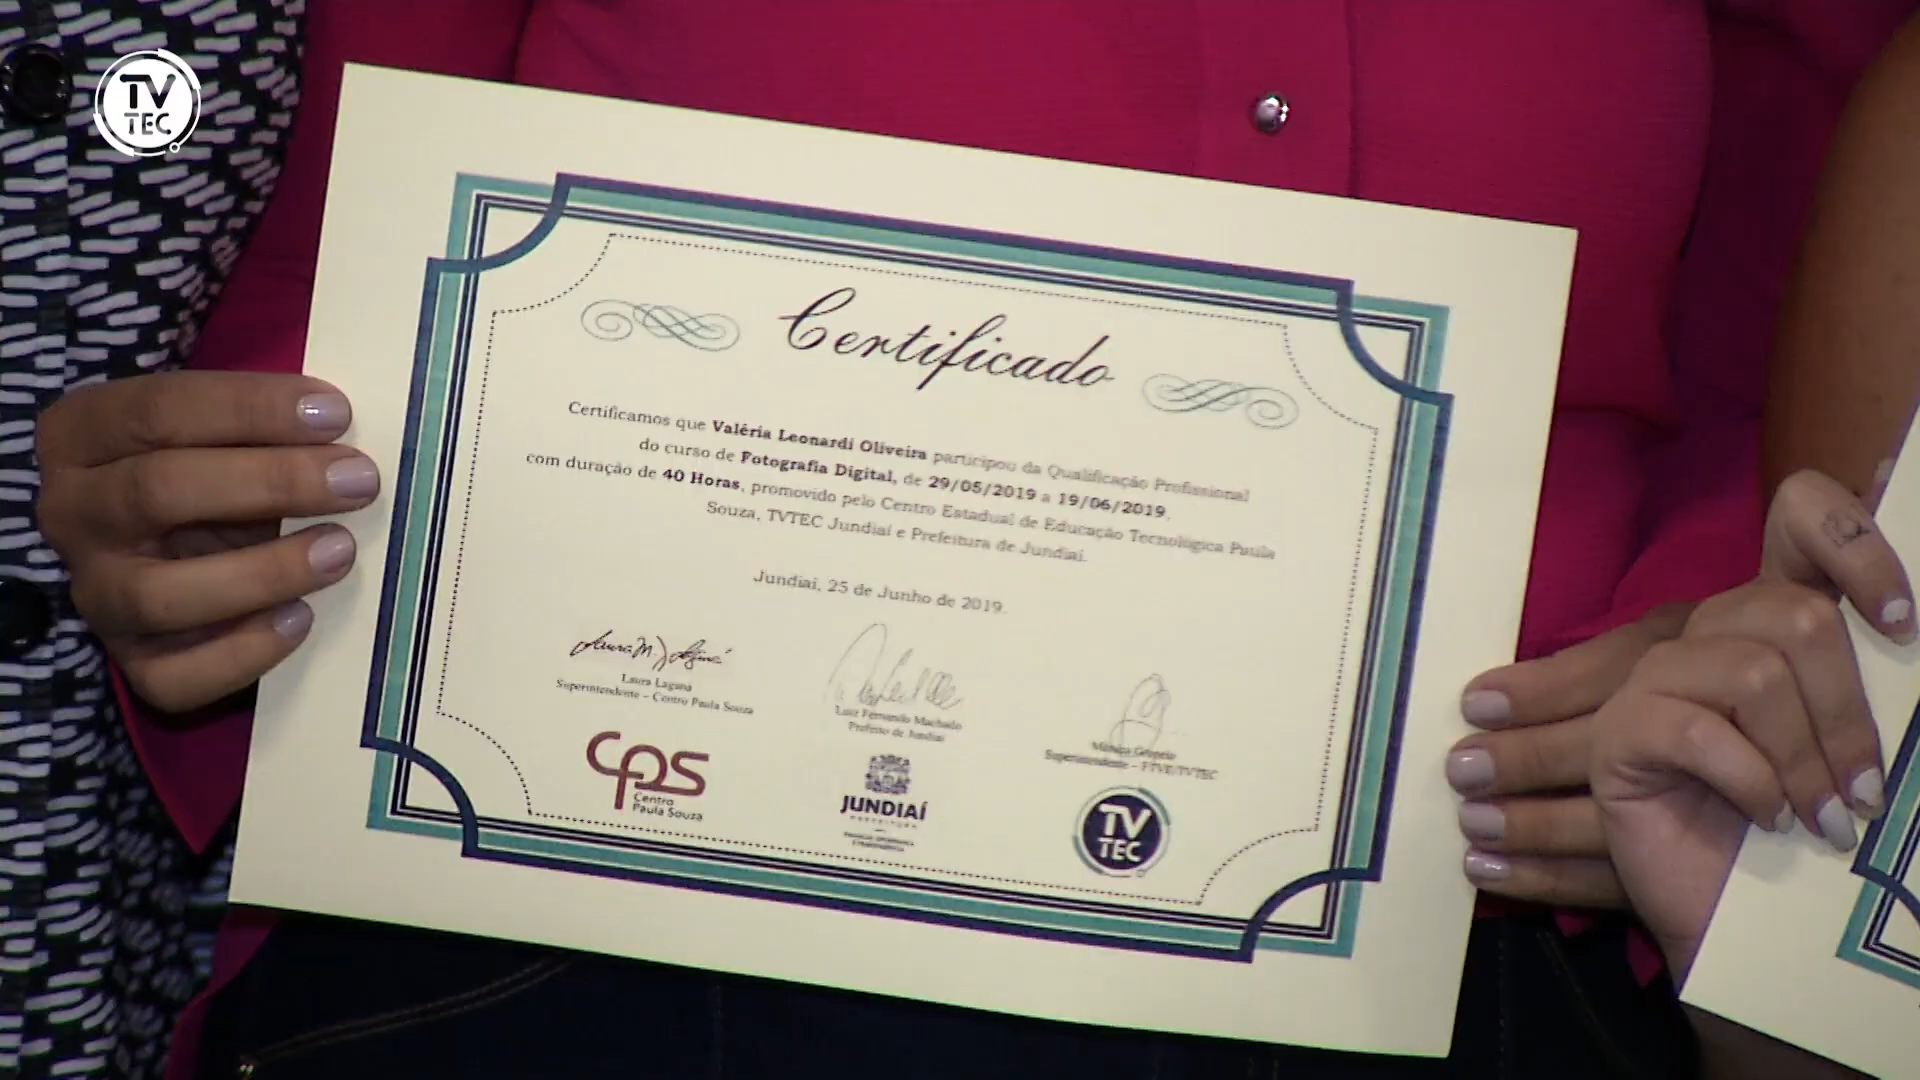 TV
TEC
Certificado
Certificamos que Valéria Leonardi Oliveira participou da Qualificação Profissional
do curso de Fotografia Digital, de 29/05/2019 a 19/06/2019.
com duração de 40 Horas, promovido pelo Centro Estadual de Educação Tecnológica Paula
Souza, TVTEC Jundiaí e Prefeitura de Jundiaí.
Jundiaí, 25 de Junho de 2019.
Laura Laganá
Superintendente – Centro Paula Souza
Luiz Fernando Machado
Prefeito de Jundiaí
Mônica
Superintendente – FTVE/TVTEC
CPS
Centro
Paula Souza
JUNDIAÍ
PREFEITURA
TV
TEC